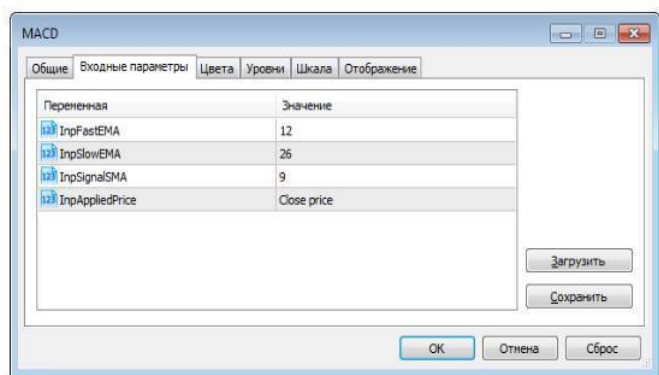 MACD
Общие Входные параметры Цвета Уровни Шкала Отображение
Переменная Значение
InpFastEMA 12
InpSlowEMA 26
InpSignalSMA 9
InpAppliedPrice Close price
Загрузить
Сохранить
OK Отмена Сброс